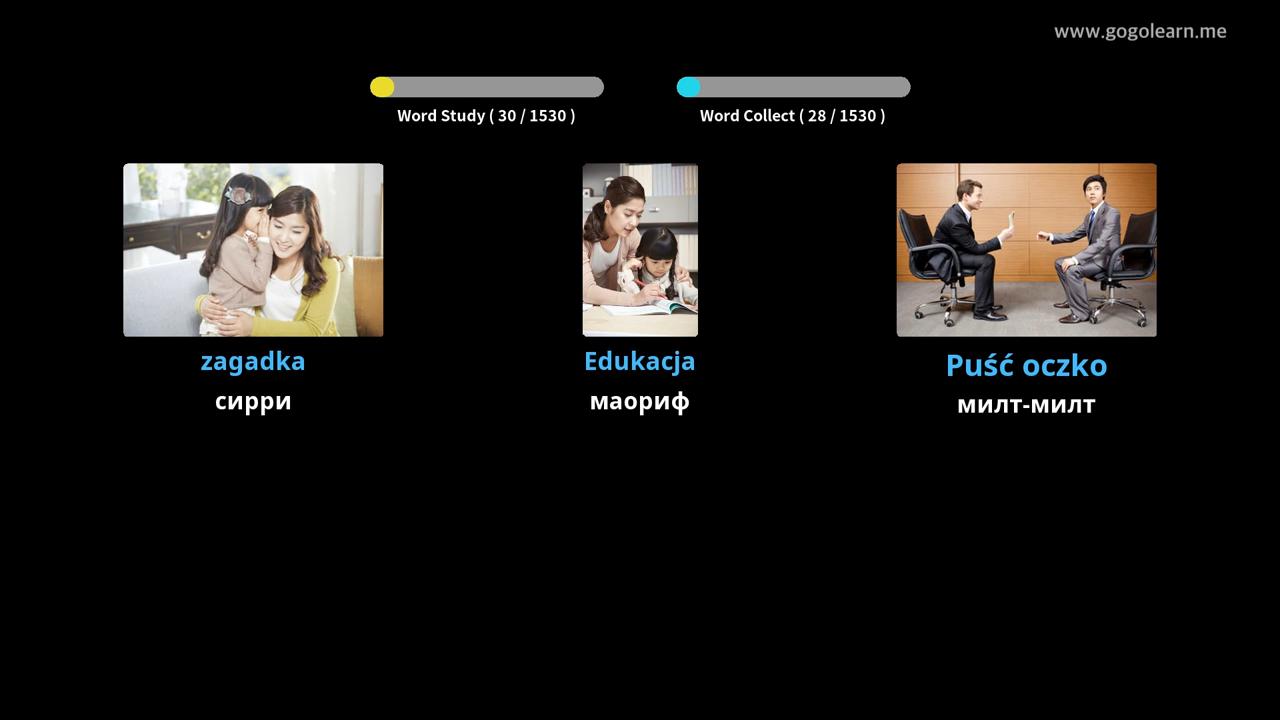 www.gogolearn.me
Word Study ( 30 / 1530 )
Word Collect ( 28 / 1530 )
zagadka
сирри
Edukacja
маориф
Puść oczko
милт-милт